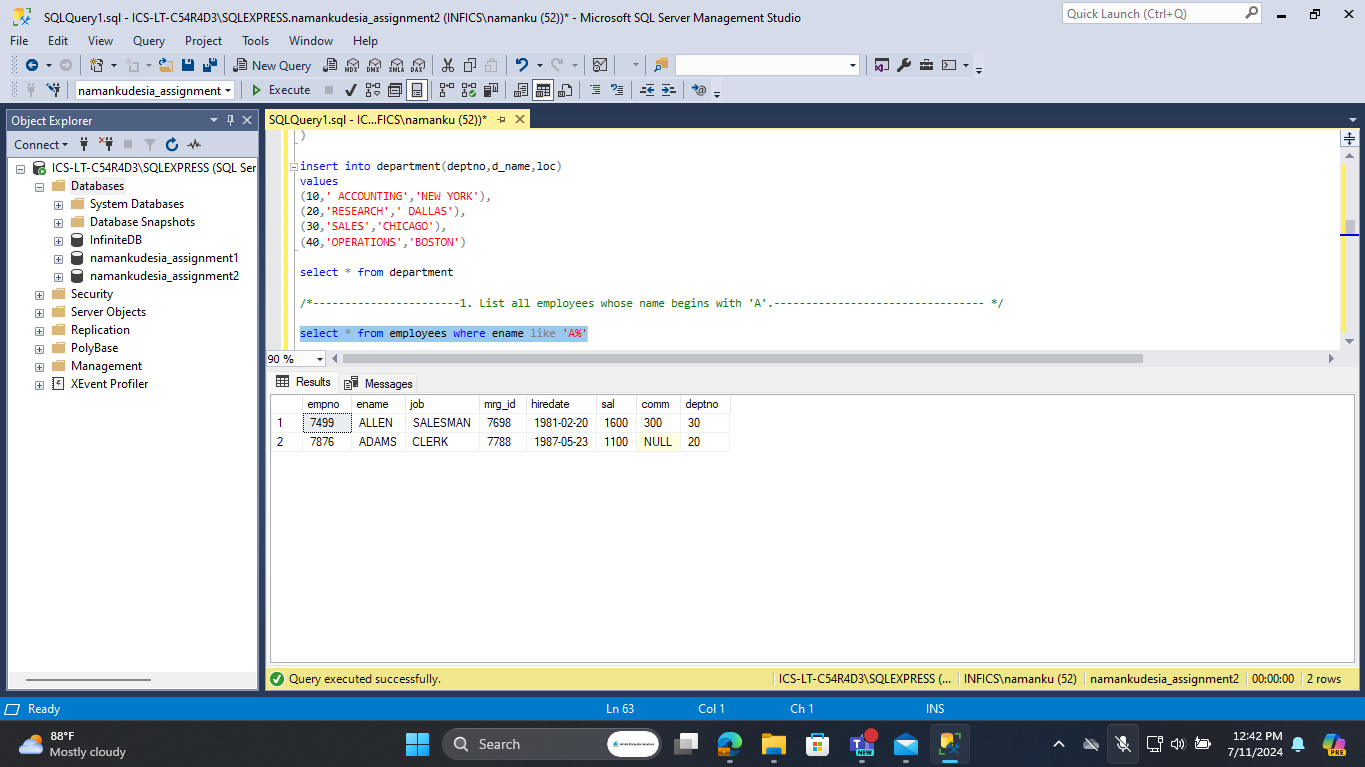 SQLQuery1.sql - ICS-LT-C54R4D3\SQLEXPRESS.namankudesia_assignment2 (INFICS\namanku (52))* - Microsoft SQL Server Management Studio
Quick Launch (Ctrl+Q)
File Edit View Query Project Tools Window Help
New Query MDX DMX XMLA DAX
namankudesia_assignment Execute
Object Explorer
SQLQuery1.sql - IC...FICS\namanku (52))*
Connect
ICS-LT-C54R4D3\SQLEXPRESS (SQL Ser
Databases
System Databases
Database Snapshots
InfiniteDB
namankudesia_assignment1
namankudesia_assignment2
Security
Server Objects
Replication
PolyBase
Management
XEvent Profiler
)
insert into department(deptno,d_name,loc)
values
(10,' ACCOUNTING','NEW YORK'),
(20,'RESEARCH',' DALLAS'),
(30,'SALES','CHICAGO'),
(40,'OPERATIONS','BOSTON')
select * from department
/*-----------------------1. List all employees whose name begins with 'A'.--------------------------------- */
select * from employees where ename like 'A%'
90 %
Results Messages
empno ename job mrg_id hiredate sal comm deptno
1 7499 ALLEN SALESMAN 7698 1981-02-20 1600 300 30
2 7876 ADAMS CLERK 7788 1987-05-23 1100 NULL 20
Query executed successfully.
ICS-LT-C54R4D3\SQLEXPRESS (... INFICS\namanku (52) namankudesia_assignment2 00:00:00 2 rows
Ready Ln 63 Col 1 Ch 1 INS
88°F
Mostly cloudy
Search
NEW
12:42 PM
7/11/2024
PRE